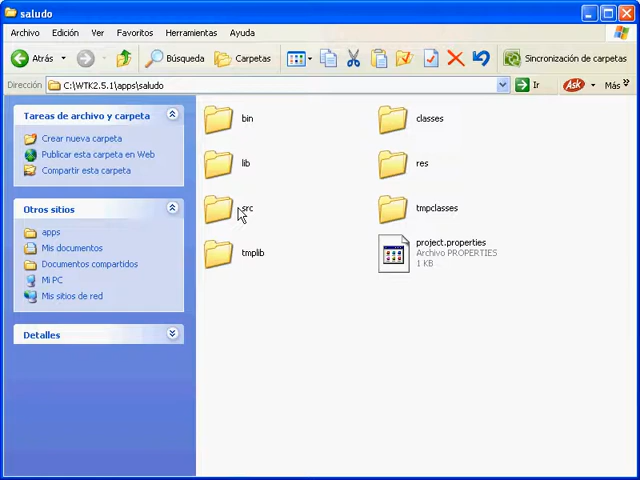 saludo
Archivo Edición Ver Favoritos Herramientas Ayuda
Atrás Búsqueda Carpetas Sincronización de carpetas
Dirección C:\WTK2.5.1\apps\saludo Ir Ask Más »
Tareas de archivo y carpeta
Crear nueva carpeta
Publicar esta carpeta en Web
Compartir esta carpeta
Otros sitios
apps
Mis documentos
Documentos compartidos
Mi PC
Mis sitios de red
Detalles
bin
classes
lib
res
src
tmpclasses
tmplib
project.properties
Archivo PROPERTIES
1 KB